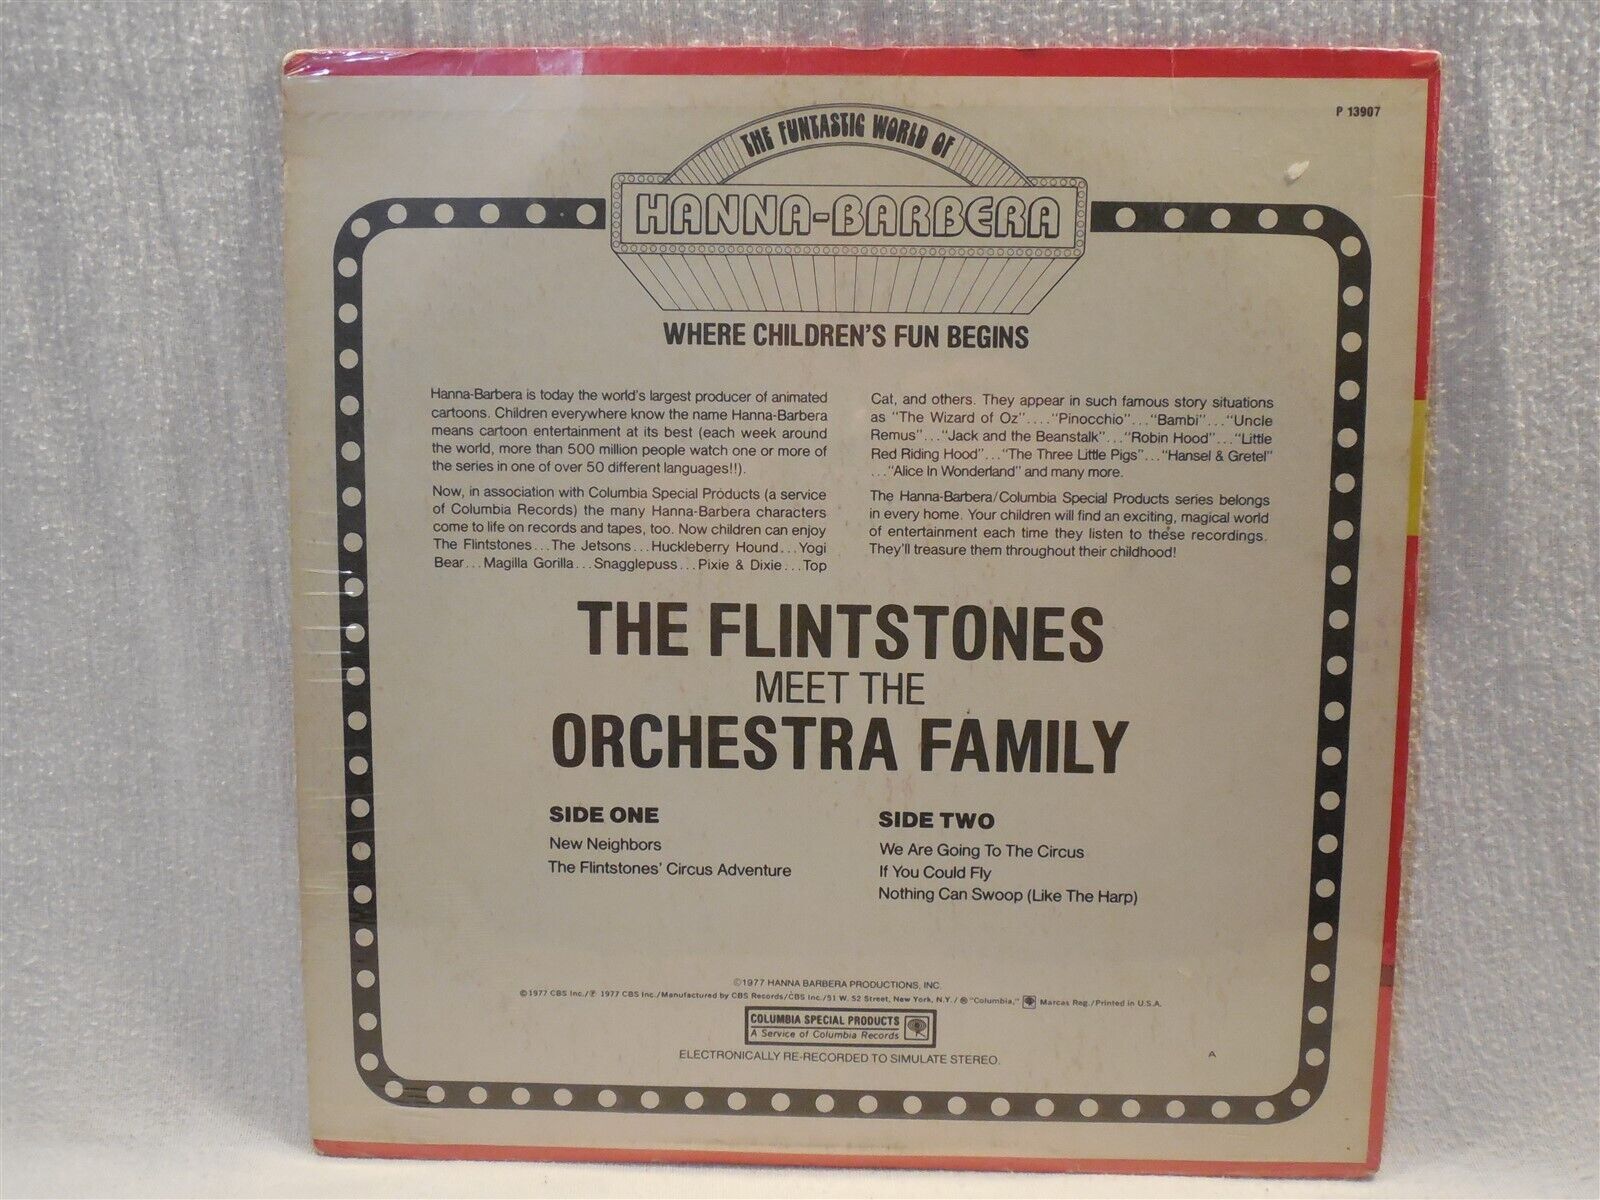 P 13907
THE FUNTASTIC WORLD OF
HANNA-BARBERA
WHERE CHILDREN'S FUN BEGINS
Hanna-Barbera is today the world's largest producer of animated
cartoons. Children everywhere know the name Hanna-Barbera
means cartoon entertainment at its best (each week around
the world, more than 500 million people watch one or more of
the series in one of over 50 different languages!!).
Now, in association with Columbia Special Products (a service
of Columbia Records) the many Hanna-Barbera characters
come to life on records and tapes, too. Now children can enjoy
The Flintstones...The Jetsons...Huckleberry Hound...Yogi
Bear...Magilla Gorilla...Snagglepuss...Pixie & Dixie...Top
Cat, and others. They appear in such famous story situations
as "The Wizard of Oz"...."Pinocchio"..."Bambi"..."Uncle
Remus"..."Jack and the Beanstalk"..."Robin Hood"..."Little
Red Riding Hood"..."The Three Little Pigs"..."Hansel & Gretel"
..."Alice In Wonderland" and many more.
The Hanna-Barbera/Columbia Special Products series belongs
in every home. Your children will find an exciting, magical world
of entertainment each time they listen to these recordings.
They'll treasure them throughout their childhood!
THE FLINTSTONES
MEET THE
ORCHESTRA FAMILY
SIDE ONE
New Neighbors
The Flintstones' Circus Adventure
SIDE TWO
We Are Going To The Circus
If You Could Fly
Nothing Can Swoop (Like The Harp)
©1977 HANNA BARBERA PRODUCTIONS, INC.
© 1977 CBS Inc./℗ 1977 CBS Inc./Manufactured by CBS Records/CBS Inc./51 W. 52 Street, New York, N.Y./ ® "Columbia," Marcas Reg./Printed in U.S.A.
COLUMBIA SPECIAL PRODUCTS
A Service of Columbia Records
ELECTRONICALLY RE-RECORDED TO SIMULATE STEREO.
A